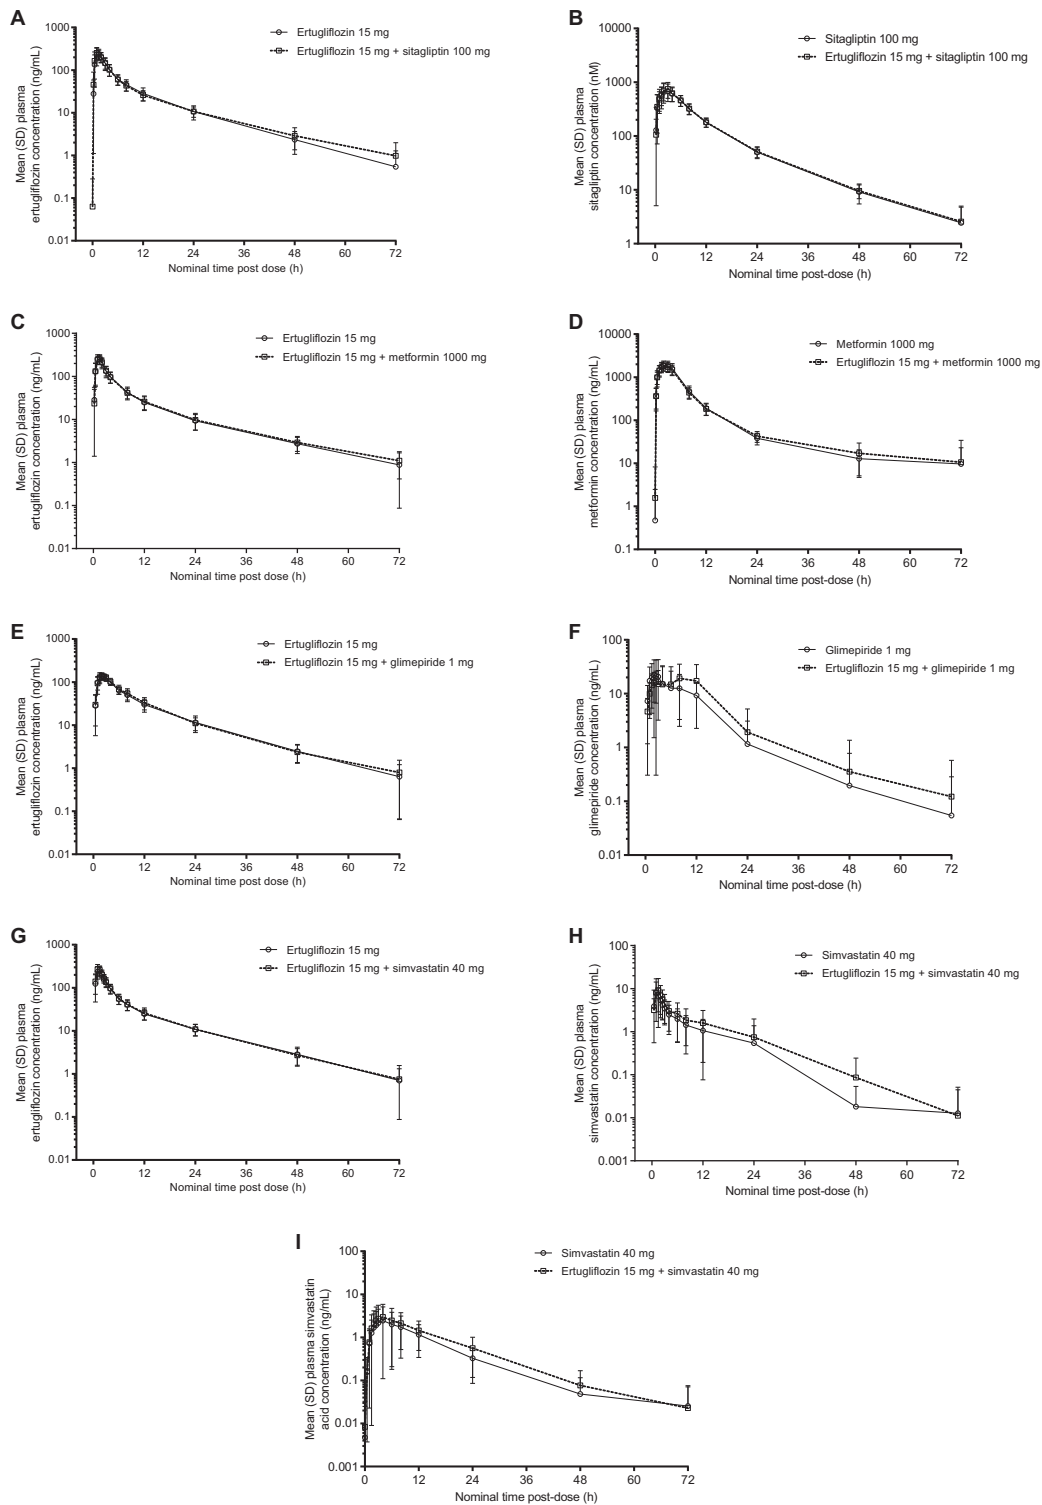 A
Ertugliflozin 15 mg
Ertugliflozin 15 mg + sitagliptin 100 mg
Mean (SD) plasma
ertugliflozin concentration (ng/mL)
1000
100
10
1
0.1
0.01
0 12 24 36 48 60 72
Nominal time post dose (h)
B
Sitagliptin 100 mg
Ertugliflozin 15 mg + sitagliptin 100 mg
Mean (SD) plasma
sitagliptin concentration (nM)
10000
1000
100
10
1
0 12 24 36 48 60 72
Nominal time post-dose (h)
C
Ertugliflozin 15 mg
Ertugliflozin 15 mg + metformin 1000 mg
Mean (SD) plasma
ertugliflozin concentration (ng/mL)
1000
100
10
1
0.1
0.01
0 12 24 36 48 60 72
Nominal time post dose (h)
D
Metformin 1000 mg
Ertugliflozin 15 mg + metformin 1000 mg
Mean (SD) plasma
metformin concentration (ng/mL)
10000
1000
100
10
1
0.1
0 12 24 36 48 60 72
Nominal time post-dose (h)
E
Ertugliflozin 15 mg
Ertugliflozin 15 mg + glimepiride 1 mg
Mean (SD) plasma
ertugliflozin concentration (ng/mL)
1000
100
10
1
0.1
0.01
0 12 24 36 48 60 72
Nominal time post dose (h)
F
Glimepiride 1 mg
Ertugliflozin 15 mg + glimepiride 1 mg
Mean (SD) plasma
glimepiride concentration (ng/mL)
100
10
1
0.1
0.01
0 12 24 36 48 60 72
Nominal time post-dose (h)
G
Ertugliflozin 15 mg
Ertugliflozin 15 mg + simvastatin 40 mg
Mean (SD) plasma
ertugliflozin concentration (ng/mL)
1000
100
10
1
0.1
0.01
0 12 24 36 48 60 72
Nominal time post dose (h)
H
Simvastatin 40 mg
Ertugliflozin 15 mg + simvastatin 40 mg
Mean (SD) plasma
simvastatin concentration (ng/mL)
100
10
1
0.1
0.01
0.001
0 12 24 36 48 60 72
Nominal time post-dose (h)
I
Simvastatin 40 mg
Ertugliflozin 15 mg + simvastatin 40 mg
Mean (SD) plasma simvastatin
acid concentration (ng/mL)
100
10
1
0.1
0.01
0.001
0 12 24 36 48 60 72
Nominal time post-dose (h)